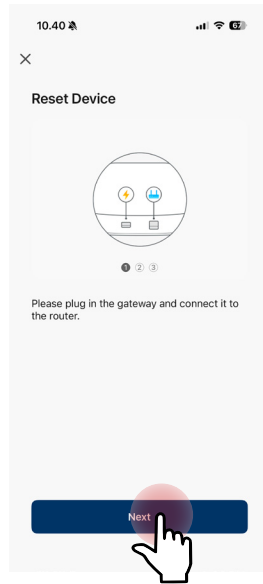 10.40
67
Reset Device
1 2 3
Please plug in the gateway and connect it to
the router.
Next